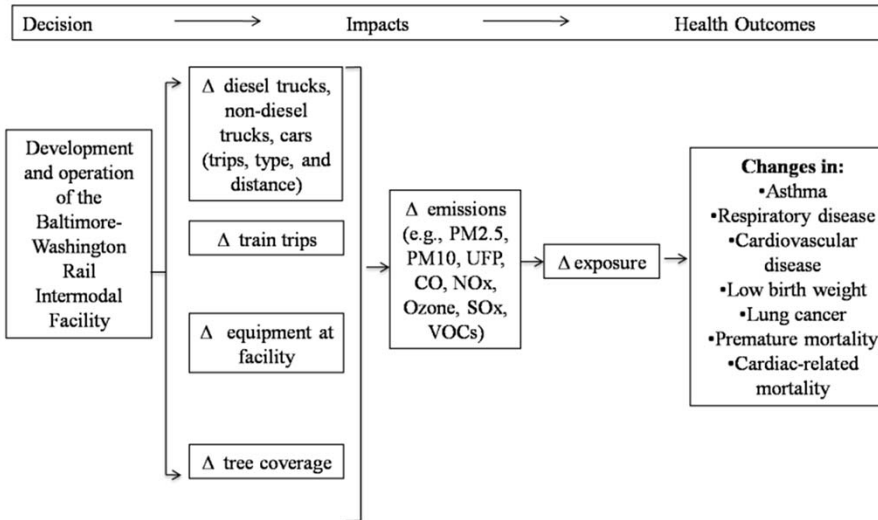 Decision
Impacts
Health Outcomes
Development
and operation
of the
Baltimore-
Washington
Rail
Intermodal
Facility
Δ diesel trucks,
non-diesel
trucks, cars
(trips, type, and
distance)
Δ train trips
Δ equipment at
facility
Δ tree coverage
Δ emissions
(e.g., PM2.5,
PM10, UFP,
CO, NOx,
Ozone, SOx,
VOCs)
Δ exposure
Changes in:
•Asthma
•Respiratory disease
•Cardiovascular
disease
•Low birth weight
•Lung cancer
•Premature mortality
•Cardiac-related
mortality